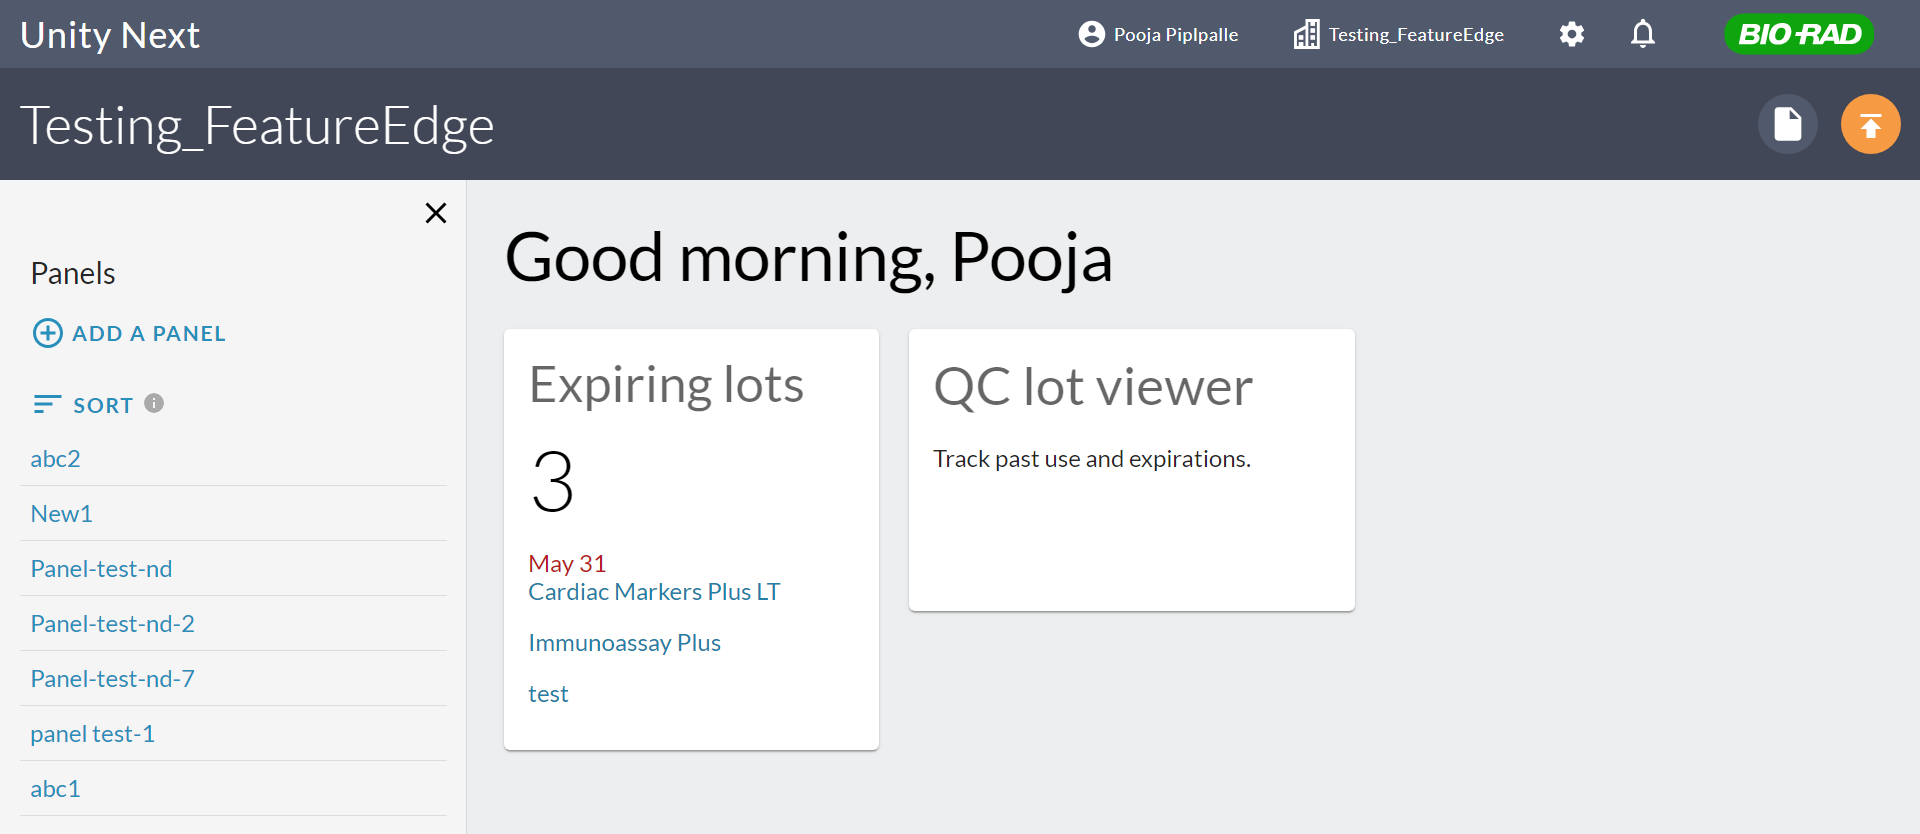 Unity Next
Pooja Piplpalle
Testing_FeatureEdge
BIO-RAD
Testing_FeatureEdge
Panels
ADD A PANEL
SORT
abc2
New1
Panel-test-nd
Panel-test-nd-2
Panel-test-nd-7
panel test-1
abc1
Good morning, Pooja
Expiring lots
3
May 31
Cardiac Markers Plus LT
Immunoassay Plus
test
QC lot viewer
Track past use and expirations.